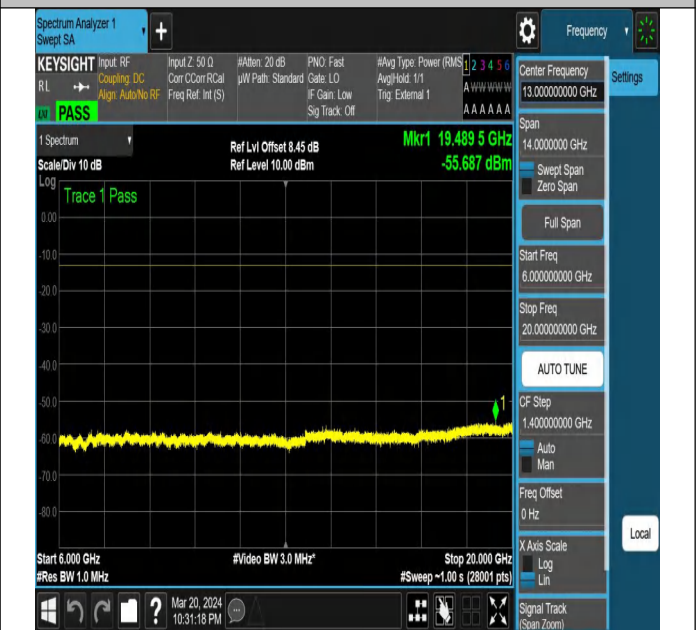 Spectrum Analyzer 1
Swept SA
+
Frequency
KEYSIGHT
RL
PASS
Input: RF
Coupling: DC
Align: Auto/No RF
Input Z: 50 Ω
Corr CCorr RCal
Freq Ref: Int (S)
#Atten: 20 dB
µW Path: Standard
PNO: Fast
Gate: LO
IF Gain: Low
Sig Track: Off
#Avg Type: Power (RMS
Avg|Hold: 1/1
Trig: External 1
1 2 3 4 5 6
A W W W W W
A A A A A A
1 Spectrum
Scale/Div 10 dB
Ref Lvl Offset 8.45 dB
Ref Level 10.00 dBm
Mkr1 19.489 5 GHz
-55.687 dBm
Log
Trace 1 Pass
0.00
-10.0
-20.0
-30.0
-40.0
-50.0
-60.0
-70.0
-80.0
1
Start 6.000 GHz
#Res BW 1.0 MHz
#Video BW 3.0 MHz*
Stop 20.000 GHz
#Sweep ~1.00 s (28001 pts)
Mar 20, 2024
10:31:18 PM
?
Center Frequency
13.000000000 GHz
Settings
Span
14.0000000 GHz
Swept Span
Zero Span
Full Span
Start Freq
6.000000000 GHz
Stop Freq
20.000000000 GHz
AUTO TUNE
CF Step
1.400000000 GHz
Auto
Man
Freq Offset
0 Hz
X Axis Scale
Log
Lin
Local
Signal Track
(Span Zoom)